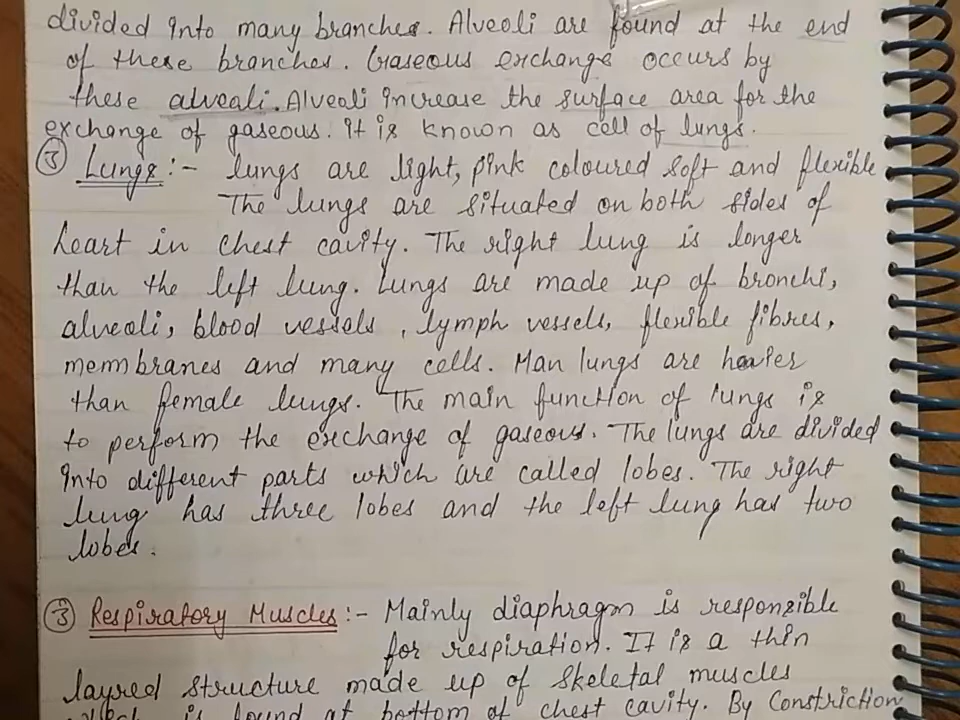 divided into many branches. Alveoli are found at the end
of these branches. Gaseous exchange occurs by
these alveoli. Alveoli increase the surface area for the
exchange of gaseous. It is known as cell of lungs.
③ Lungs :- lungs are light, pink coloured soft and flexible
The lungs are situated on both sides of
heart in chest cavity. The right lung is longer
than the left lung. Lungs are made up of bronchi,
alveoli, blood vessels, lymph vessels, flexible fibres,
membranes and many cells. Man lungs are havier
than female lungs. The main function of lungs is
to perform the exchange of gaseous. The lungs are divided
into different parts which are called lobes. The right
lung has three lobes and the left lung has two
lobes.
③ Respiratory Muscles :- Mainly diaphragm is responsible
for respiration. It is a thin
layred structure made up of skeletal muscles
which is found at bottom of chest cavity. By Constriction